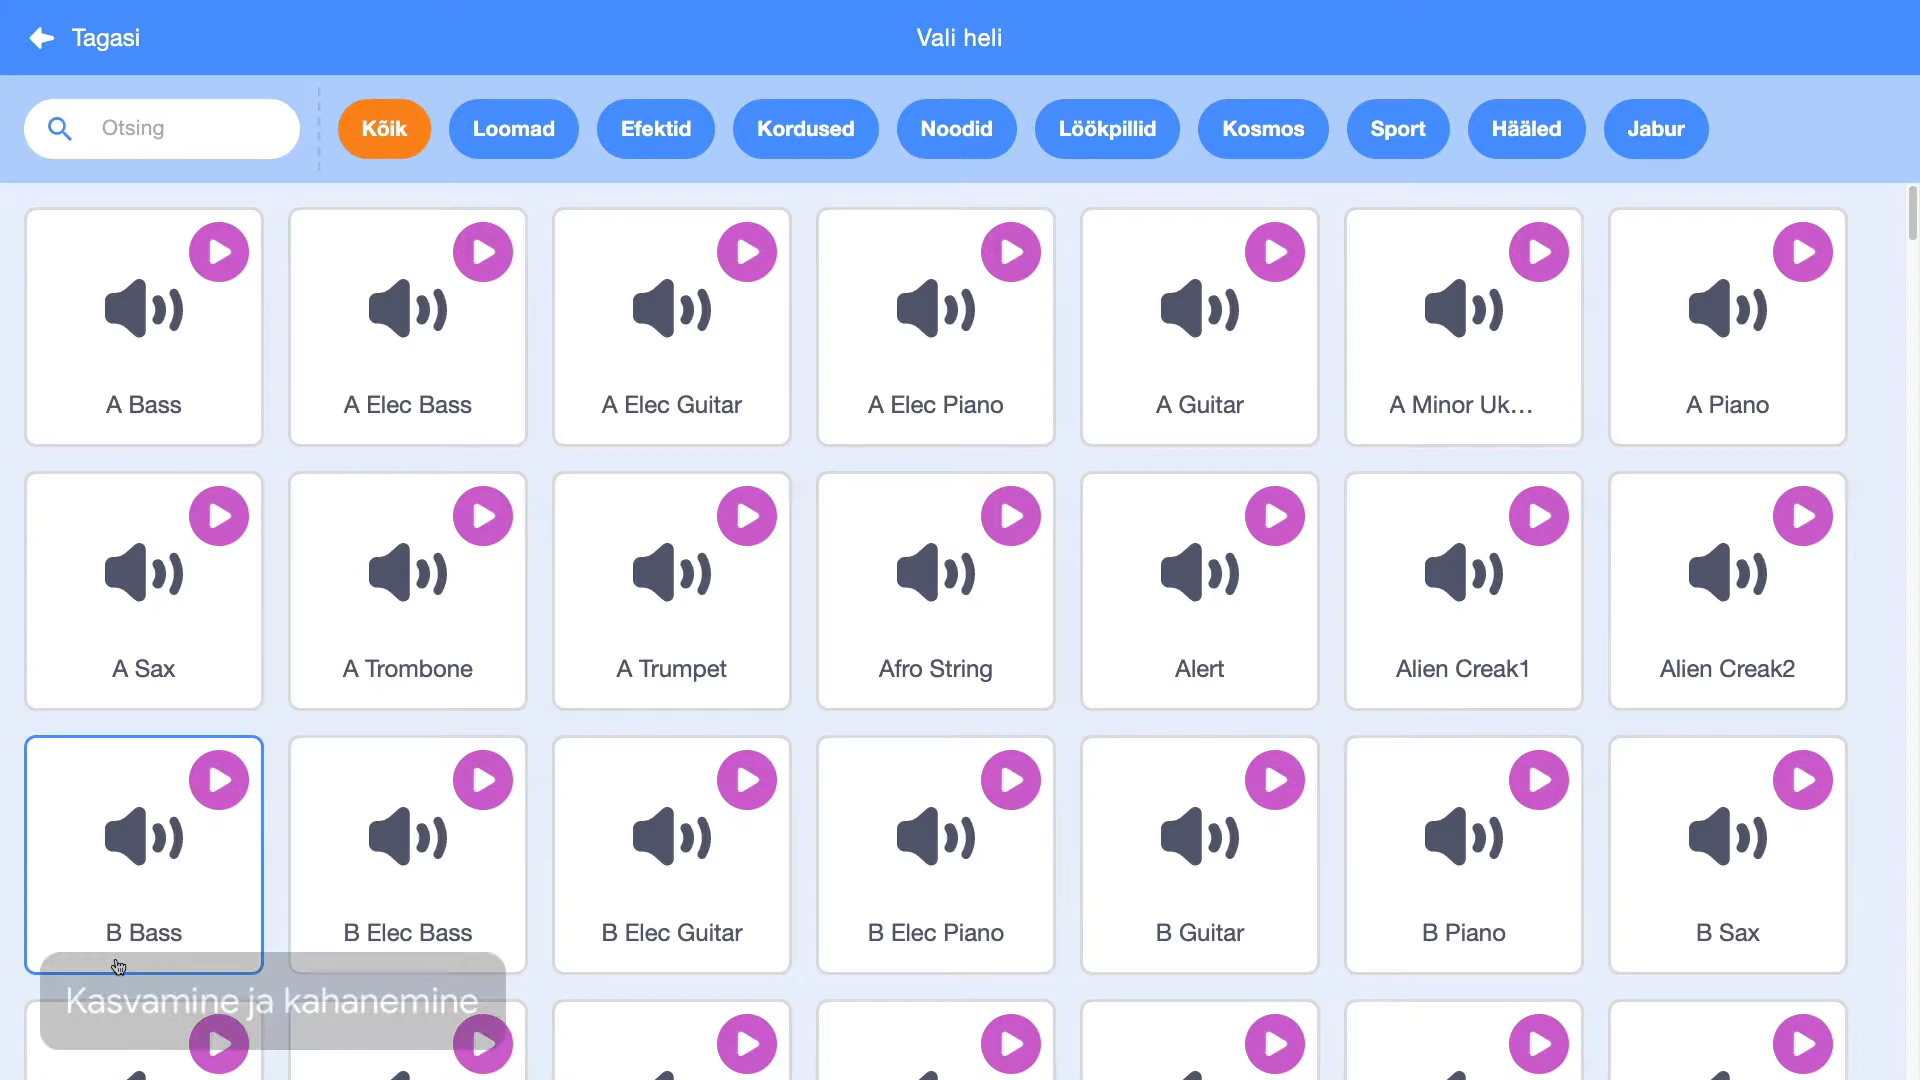 Tagasi
Vali heli
Otsing
Kõik
Loomad
Efektid
Kordused
Noodid
Löökpillid
Kosmos
Sport
Hääled
Jabur
A Bass
A Elec Bass
A Elec Guitar
A Elec Piano
A Guitar
A Minor Uk...
A Piano
A Sax
A Trombone
A Trumpet
Afro String
Alert
Alien Creak1
Alien Creak2
B Bass
B Elec Bass
B Elec Guitar
B Elec Piano
B Guitar
B Piano
B Sax
Kasvamine ja kahanemine